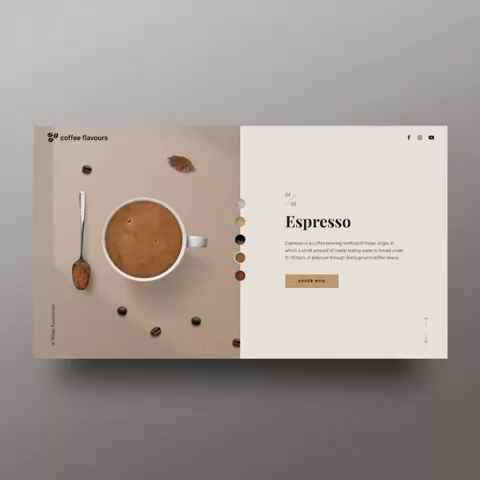 coffee flavours
04
05
Espresso
Espresso is a coffee-brewing method of Italian origin, in
which a small amount of nearly boiling water is forced under
9–10 bars of pressure through finely-ground coffee beans.
ORDER NOW